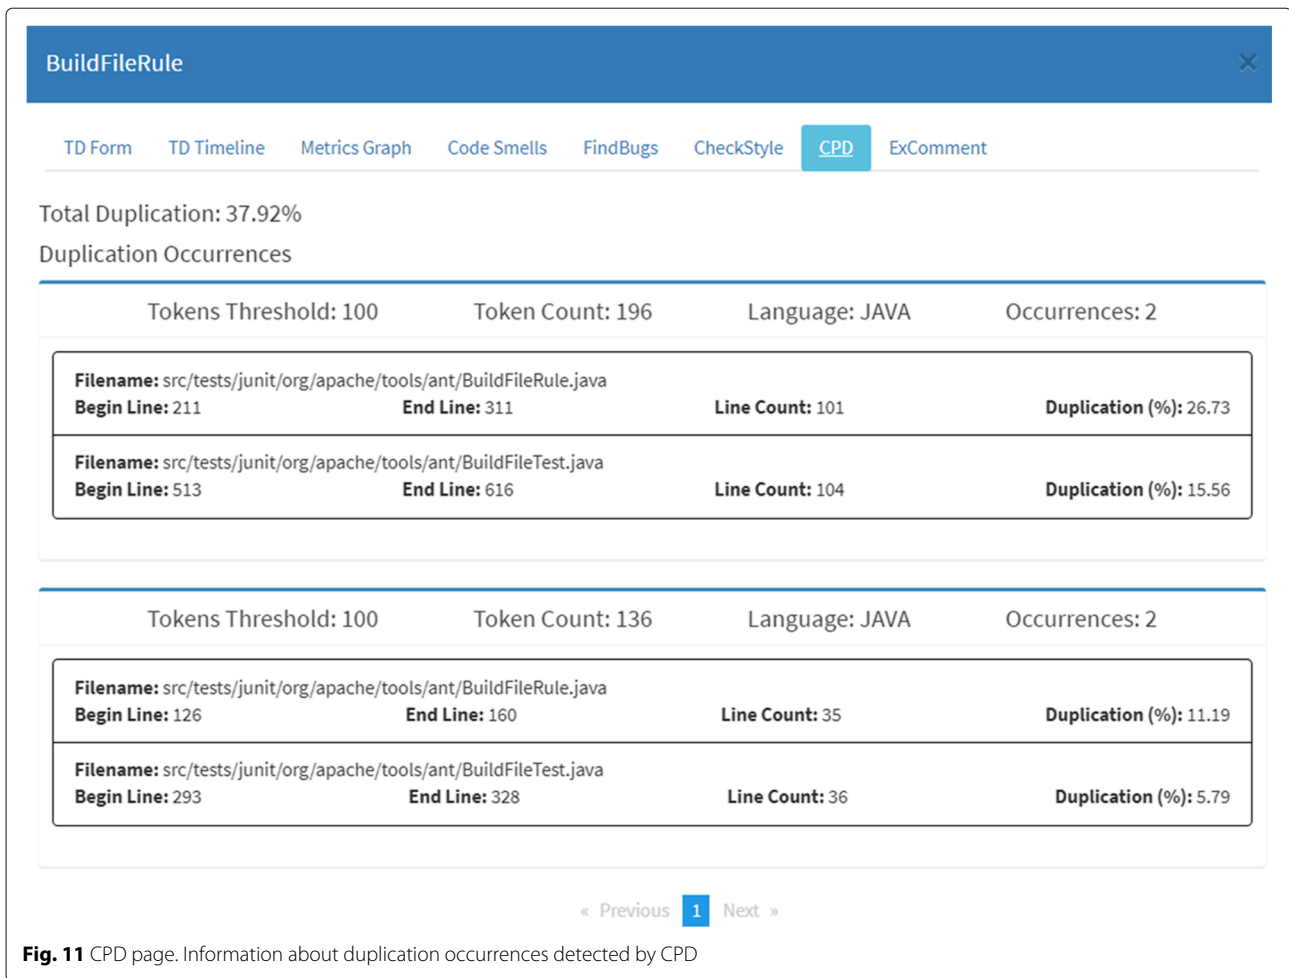 BuildFileRule ×
TD Form TD Timeline Metrics Graph Code Smells FindBugs CheckStyle CPD ExComment
Total Duplication: 37.92%
Duplication Occurrences
Tokens Threshold: 100 Token Count: 196 Language: JAVA Occurrences: 2
Filename: src/tests/junit/org/apache/tools/ant/BuildFileRule.java
Begin Line: 211 End Line: 311 Line Count: 101 Duplication (%): 26.73
Filename: src/tests/junit/org/apache/tools/ant/BuildFileTest.java
Begin Line: 513 End Line: 616 Line Count: 104 Duplication (%): 15.56
Tokens Threshold: 100 Token Count: 136 Language: JAVA Occurrences: 2
Filename: src/tests/junit/org/apache/tools/ant/BuildFileRule.java
Begin Line: 126 End Line: 160 Line Count: 35 Duplication (%): 11.19
Filename: src/tests/junit/org/apache/tools/ant/BuildFileTest.java
Begin Line: 293 End Line: 328 Line Count: 36 Duplication (%): 5.79
« Previous 1 Next »
Fig. 11 CPD page. Information about duplication occurrences detected by CPD